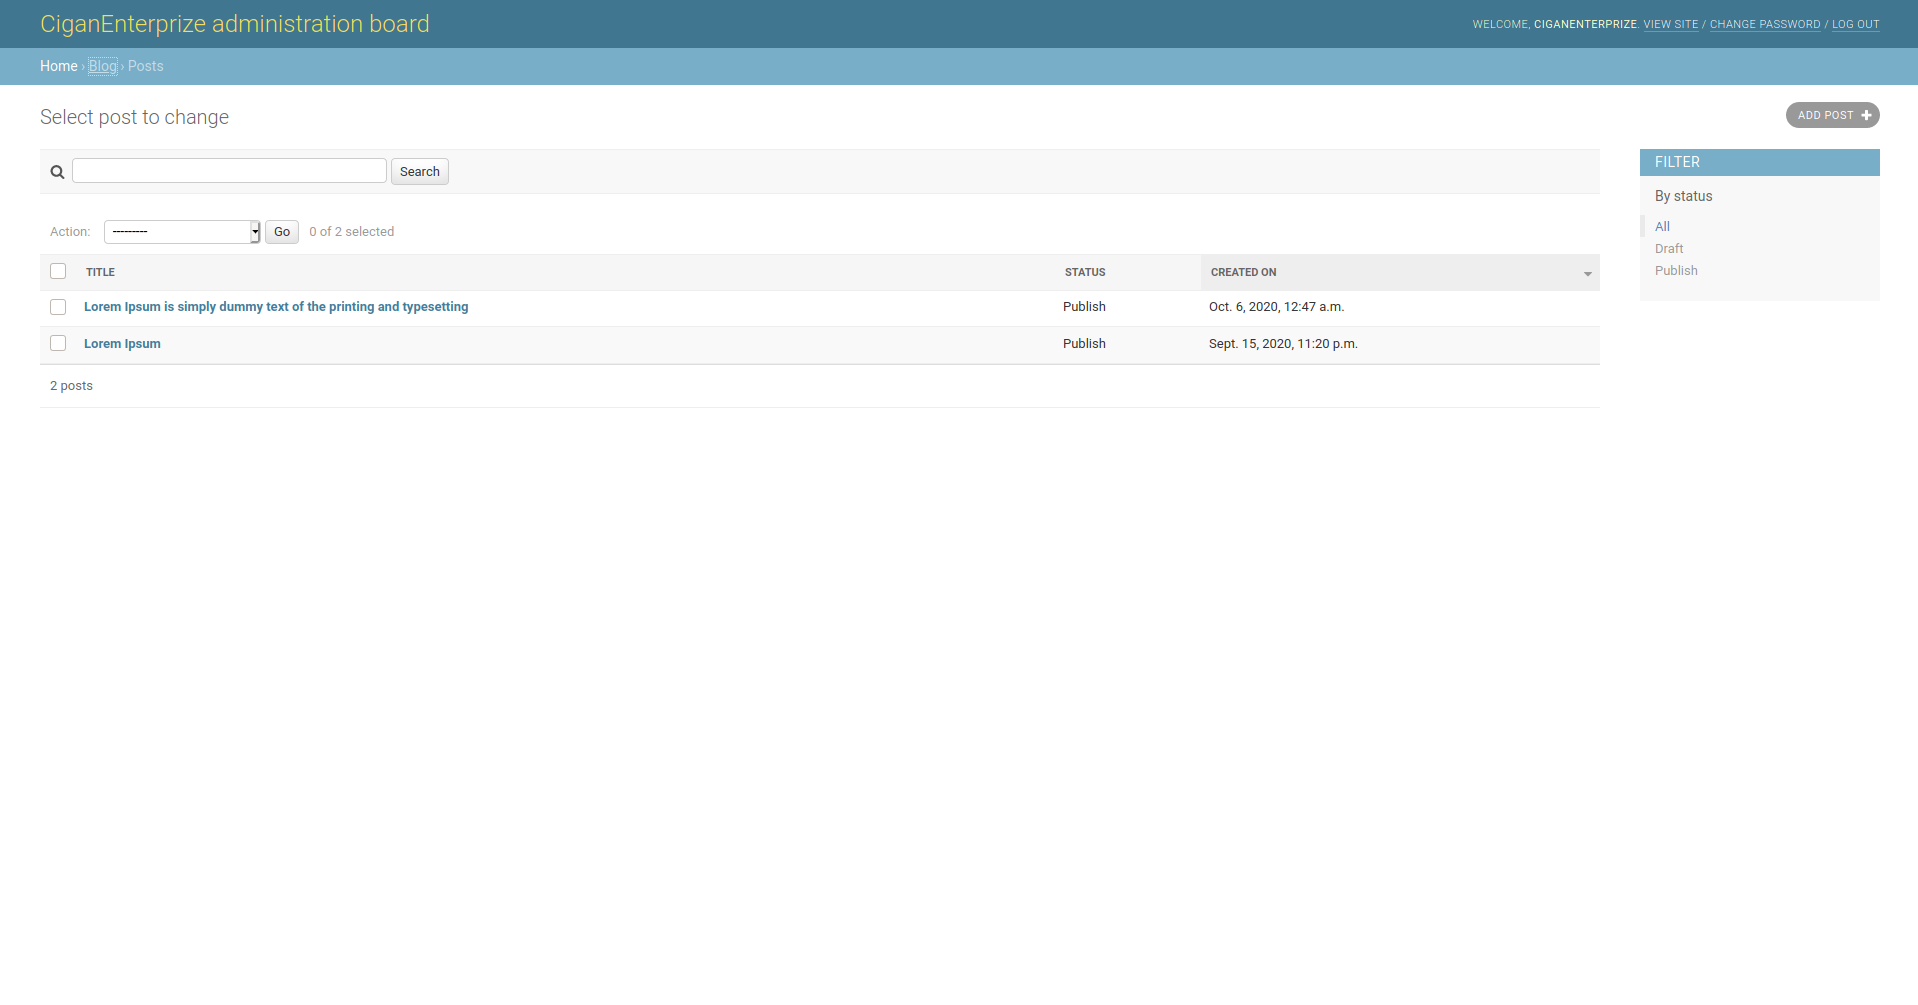 CiganEnterprize administration board
WELCOME, CIGANENTERPRIZE. VIEW SITE / CHANGE PASSWORD / LOG OUT
Home › Blog › Posts
Select post to change
ADD POST
Search
FILTER
By status
All
Draft
Publish
Action: --------- Go 0 of 2 selected
TITLE STATUS CREATED ON
Lorem Ipsum is simply dummy text of the printing and typesetting Publish Oct. 6, 2020, 12:47 a.m.
Lorem Ipsum Publish Sept. 15, 2020, 11:20 p.m.
2 posts